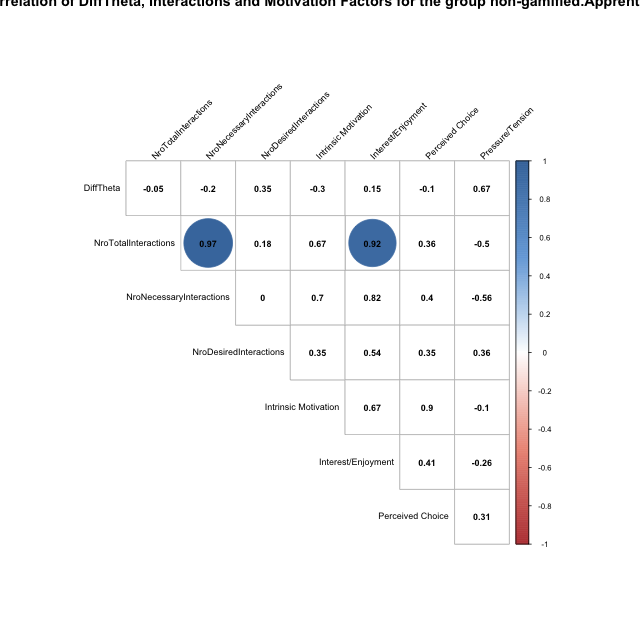 rrelation of DiffTheta, Interactions and Motivation Factors for the group non-gamified.Apprent
NroTotalInteractions
NroNecessaryInteractions
NroDesiredInteractions
Intrinsic Motivation
Interest/Enjoyment
Perceived Choice
Pressure/Tension
DiffTheta -0.05 -0.2 0.35 -0.3 0.15 -0.1 0.67
NroTotalInteractions 0.97 0.18 0.67 0.92 0.36 -0.5
NroNecessaryInteractions 0 0.7 0.82 0.4 -0.56
NroDesiredInteractions 0.35 0.54 0.35 0.36
Intrinsic Motivation 0.67 0.9 -0.1
Interest/Enjoyment 0.41 -0.26
Perceived Choice 0.31
1
0.8
0.6
0.4
0.2
0
-0.2
-0.4
-0.6
-0.8
-1